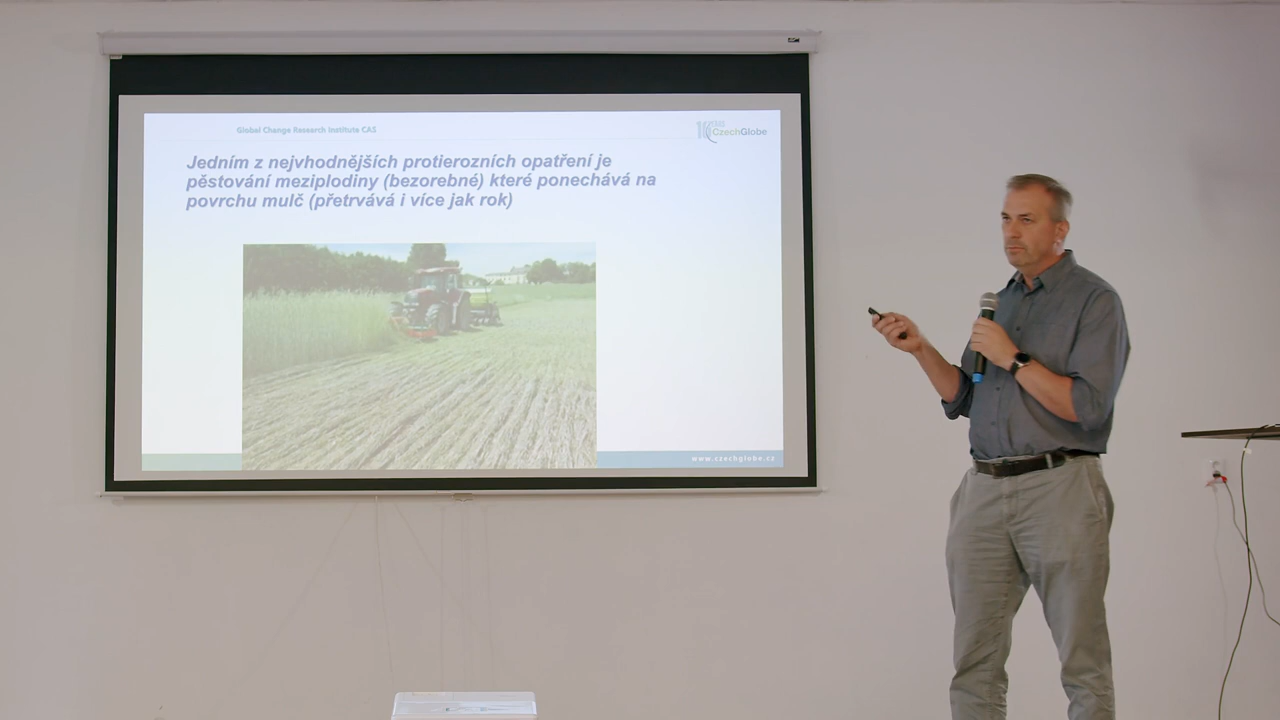 Global Change Research Institute CAS
CzechGlobe
Jedním z nejvhodnějších protierozních opatření je
pěstování meziplodiny (bezorebné) které ponechává na
povrchu mulč (přetrvává i více jak rok)
www.czechglobe.cz